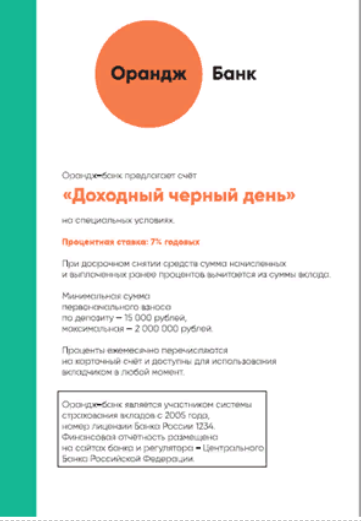 Орандж Банк
Орандж–банк предлагает счёт
«Доходный черный день»
на специальных условиях.
Процентная ставка: 7% годовых
При досрочном снятии средств сумма начисленных
и выплаченных ранее процентов вычитается из суммы вклада.
Минимальная сумма
первоначального взноса
по депозиту – 15 000 рублей,
максимальная – 2 000 000 рублей.
Проценты ежемесячно перечисляются
на карточный счёт и доступны для использования
вкладчиком в любой момент.
Орандж–банк является участником системы
страхования вкладов с 2005 года,
номер лицензии Банка России 1234.
Финансовая отчётность размещена
на сайтах банка и регулятора – Центрального
Банка Российской Федерации.